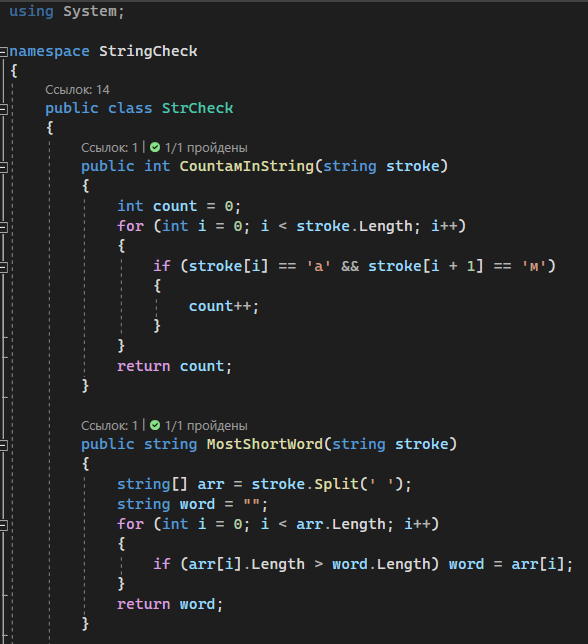 using System;
namespace StringCheck
{
Ссылок: 14
public class StrCheck
{
Ссылок: 1 | 1/1 пройдены
public int CountамInString(string stroke)
{
int count = 0;
for (int i = 0; i < stroke.Length; i++)
{
if (stroke[i] == 'а' && stroke[i + 1] == 'м')
{
count++;
}
}
return count;
}
Ссылок: 1 | 1/1 пройдены
public string MostShortWord(string stroke)
{
string[] arr = stroke.Split(' ');
string word = "";
for (int i = 0; i < arr.Length; i++)
{
if (arr[i].Length > word.Length) word = arr[i];
}
return word;
}